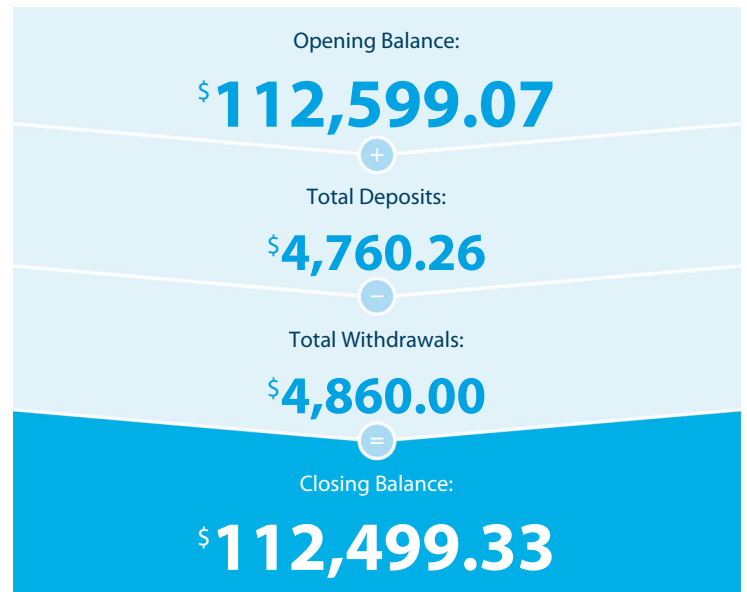 Opening Balance:
$112,599.07
+
Total Deposits:
$4,760.26
−
Total Withdrawals:
$4,860.00
=
Closing Balance:
$112,499.33